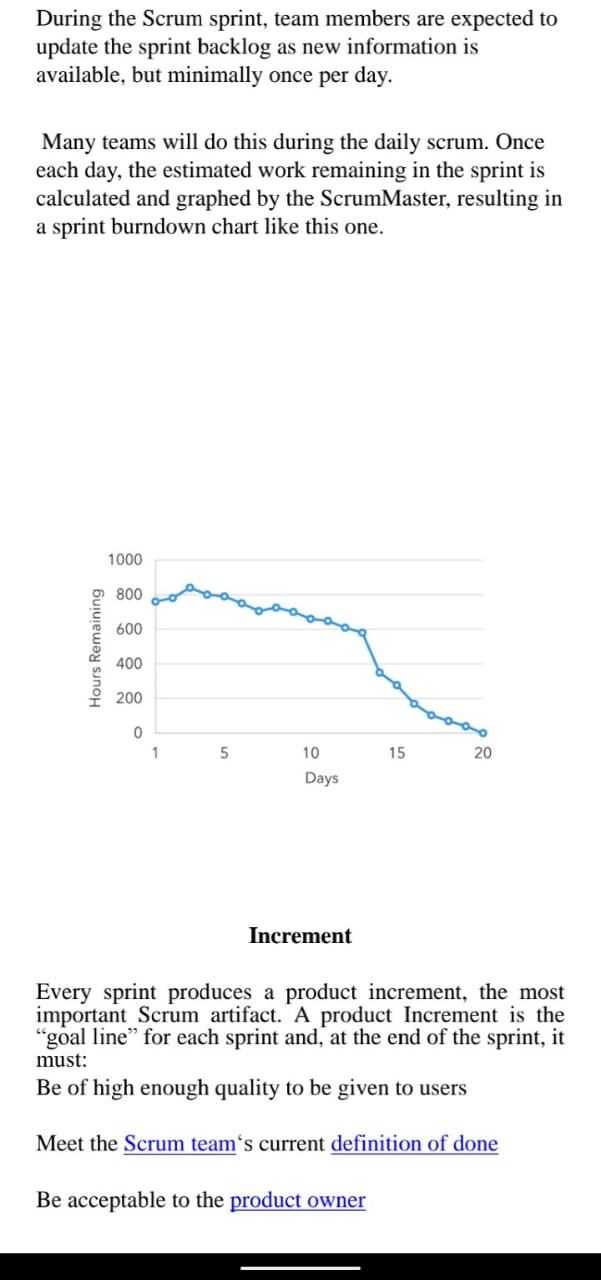 During the Scrum sprint, team members are expected to
update the sprint backlog as new information is
available, but minimally once per day.
Many teams will do this during the daily scrum. Once
each day, the estimated work remaining in the sprint is
calculated and graphed by the ScrumMaster, resulting in
a sprint burndown chart like this one.
1000
800
600
400
200
0
Hours Remaining
1 5 10 15 20
Days
Increment
Every sprint produces a product increment, the most
important Scrum artifact. A product Increment is the
“goal line” for each sprint and, at the end of the sprint, it
must:
Be of high enough quality to be given to users
Meet the Scrum team‘s current definition of done
Be acceptable to the product owner